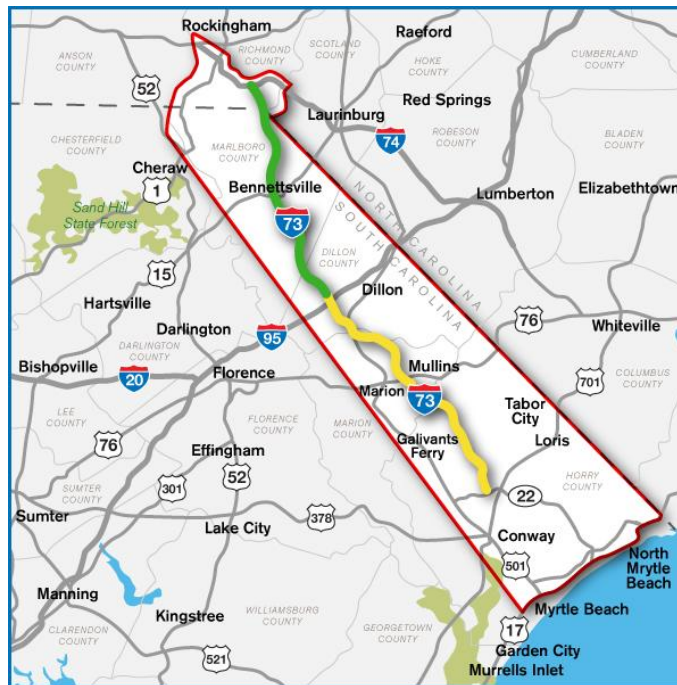 Rockingham
RICHMOND
COUNTY
SCOTLAND
COUNTY
Raeford
ANSON
COUNTY
HOKE
COUNTY
CUMBERLAND
COUNTY
52
Red Springs
Laurinburg
ROBESON
COUNTY
BLADEN
COUNTY
CHESTERFIELD
COUNTY
MARLBORO
COUNTY
74
Cheraw
1
Bennettsville
Lumberton
Elizabethtown
Sand Hill
State Forest
NORTH CAROLINA
SOUTH CAROLINA
73
DILLON
COUNTY
15
Hartsville
Dillon
Darlington
DARLINGTON
COUNTY
95
76
Whiteville
Bishopville
20
Florence
Mullins
COLUMBUS
COUNTY
701
Marion
73
LEE
COUNTY
FLORENCE
COUNTY
MARION
COUNTY
Tabor
City
76
Effingham
Galivants
Ferry
Loris
SUMTER
COUNTY
301
52
HORRY
COUNTY
22
Sumter
Lake City
378
Conway
501
North
Mrytle
Beach
Manning
Kingstree
WILLIAMSBURG
COUNTY
Myrtle Beach
CLARENDON
COUNTY
GEORGETOWN
COUNTY
17
Garden City
521
Murrells Inlet